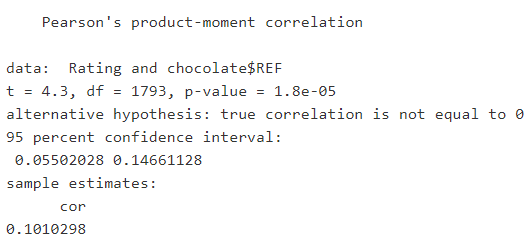 Pearson's product-moment correlation
data:  Rating and chocolate$REF
t = 4.3, df = 1793, p-value = 1.8e-05
alternative hypothesis: true correlation is not equal to 0
95 percent confidence interval:
 0.05502028 0.14661128
sample estimates:
      cor
0.1010298